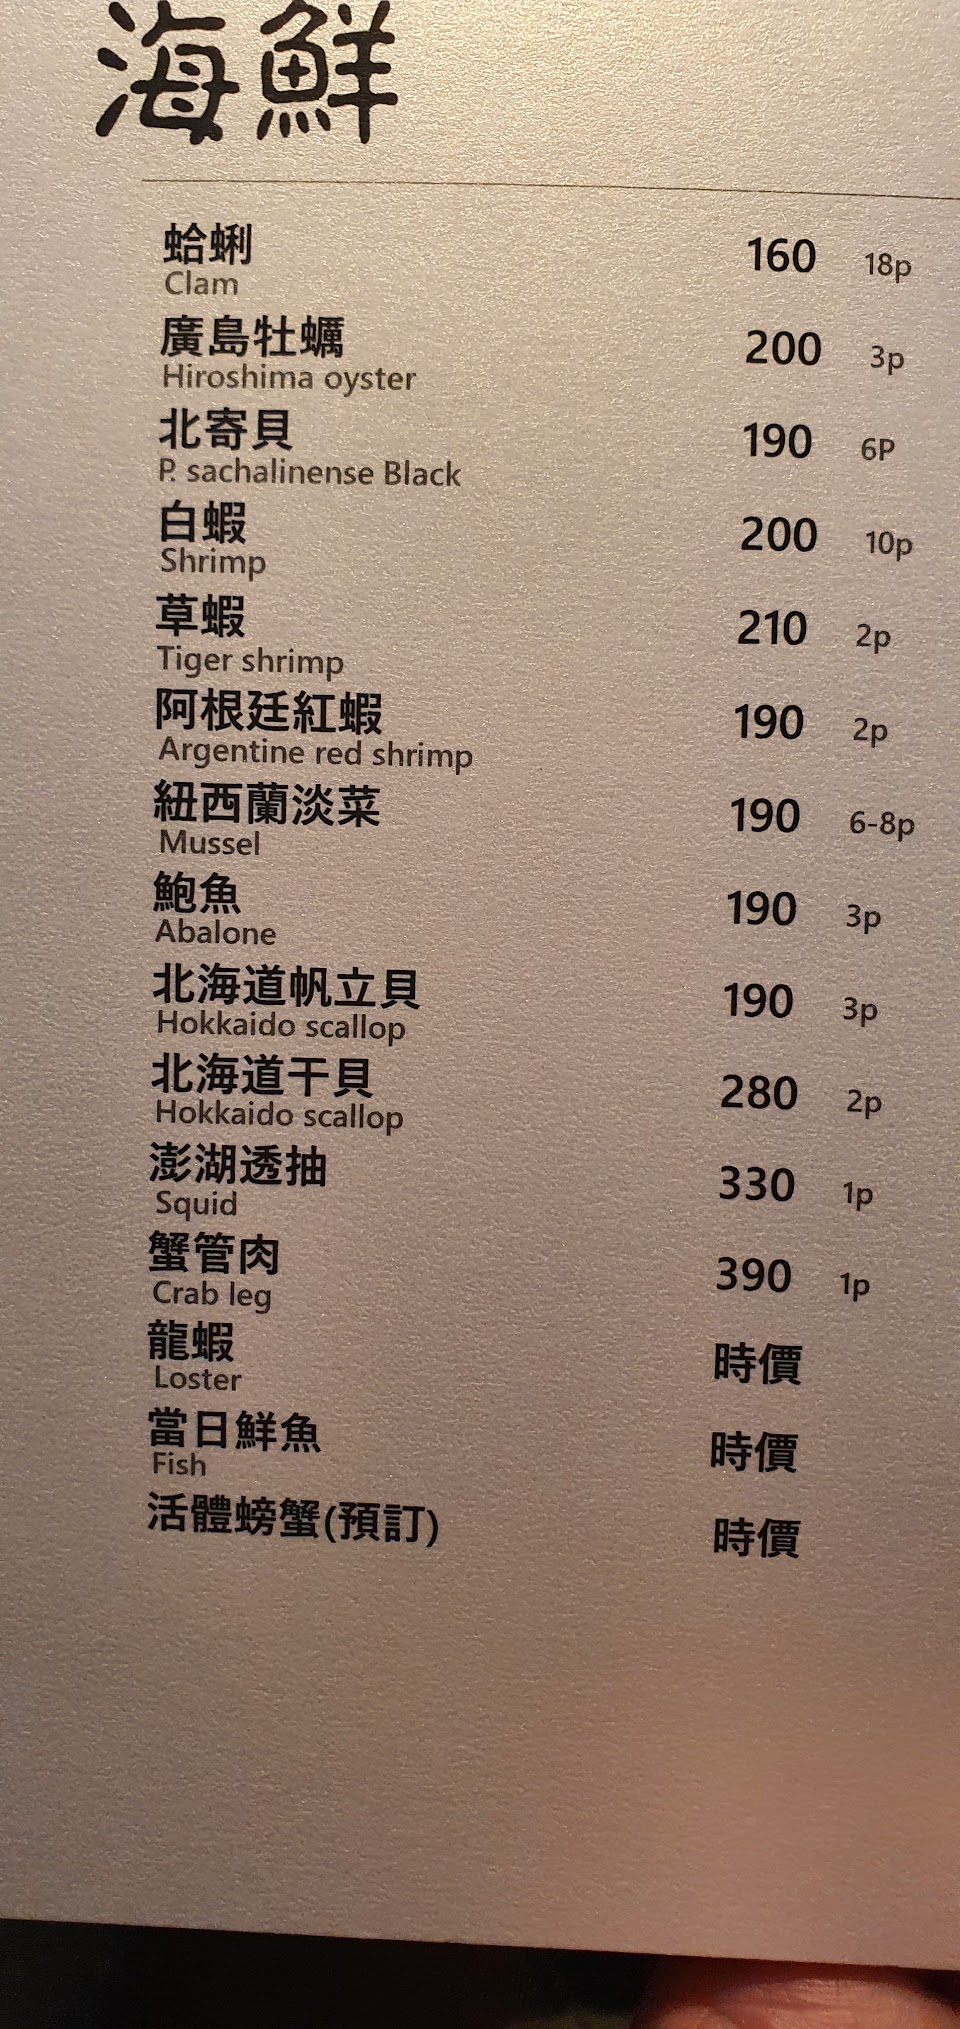 海鮮
蛤蜊 160 18p
Clam
廣島牡蠣 200 3p
Hiroshima oyster
北寄貝 190 6P
P. sachalinense Black
白蝦 200 10p
Shrimp
草蝦 210 2p
Tiger shrimp
阿根廷紅蝦 190 2p
Argentine red shrimp
紐西蘭淡菜 190 6-8p
Mussel
鮑魚 190 3p
Abalone
北海道帆立貝 190 3p
Hokkaido scallop
北海道干貝 280 2p
Hokkaido scallop
澎湖透抽 330 1p
Squid
蟹管肉 390 1p
Crab leg
龍蝦 時價
Loster
當日鮮魚 時價
Fish
活體螃蟹(預訂) 時價